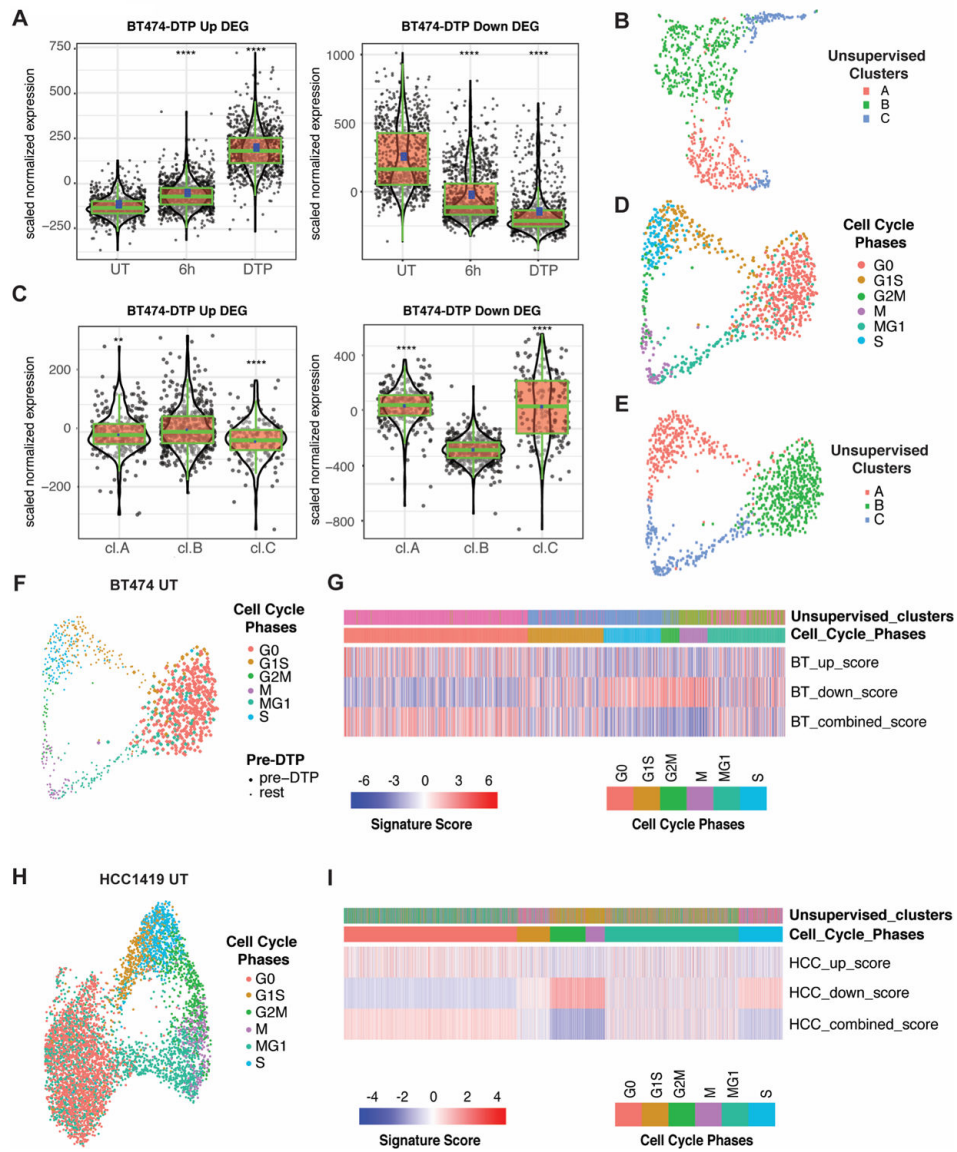 A
BT474-DTP Up DEG
scaled normalized expression
750
500
250
0
−250
****
****
UT
6h
DTP
BT474-DTP Down DEG
scaled normalized expression
1000
500
0
****
****
UT
6h
DTP
B
Unsupervised
Clusters
A
B
C
C
BT474-DTP Up DEG
scaled normalized expression
200
0
−200
**
****
cl.A
cl.B
cl.C
BT474-DTP Down DEG
scaled normalized expression
400
0
−400
−800
****
****
cl.A
cl.B
cl.C
D
Cell Cycle
Phases
G0
G1S
G2M
M
MG1
S
E
Unsupervised
Clusters
A
B
C
F
BT474 UT
Cell Cycle
Phases
G0
G1S
G2M
M
MG1
S
Pre-DTP
pre−DTP
rest
G
Unsupervised_clusters
Cell_Cycle_Phases
BT_up_score
BT_down_score
BT_combined_score
-6 -3 0 3 6
Signature Score
G0 G1S G2M M MG1 S
Cell Cycle Phases
H
HCC1419 UT
Cell Cycle
Phases
G0
G1S
G2M
M
MG1
S
I
Unsupervised_clusters
Cell_Cycle_Phases
HCC_up_score
HCC_down_score
HCC_combined_score
-4 -2 0 2 4
Signature Score
G0 G1S G2M M MG1 S
Cell Cycle Phases